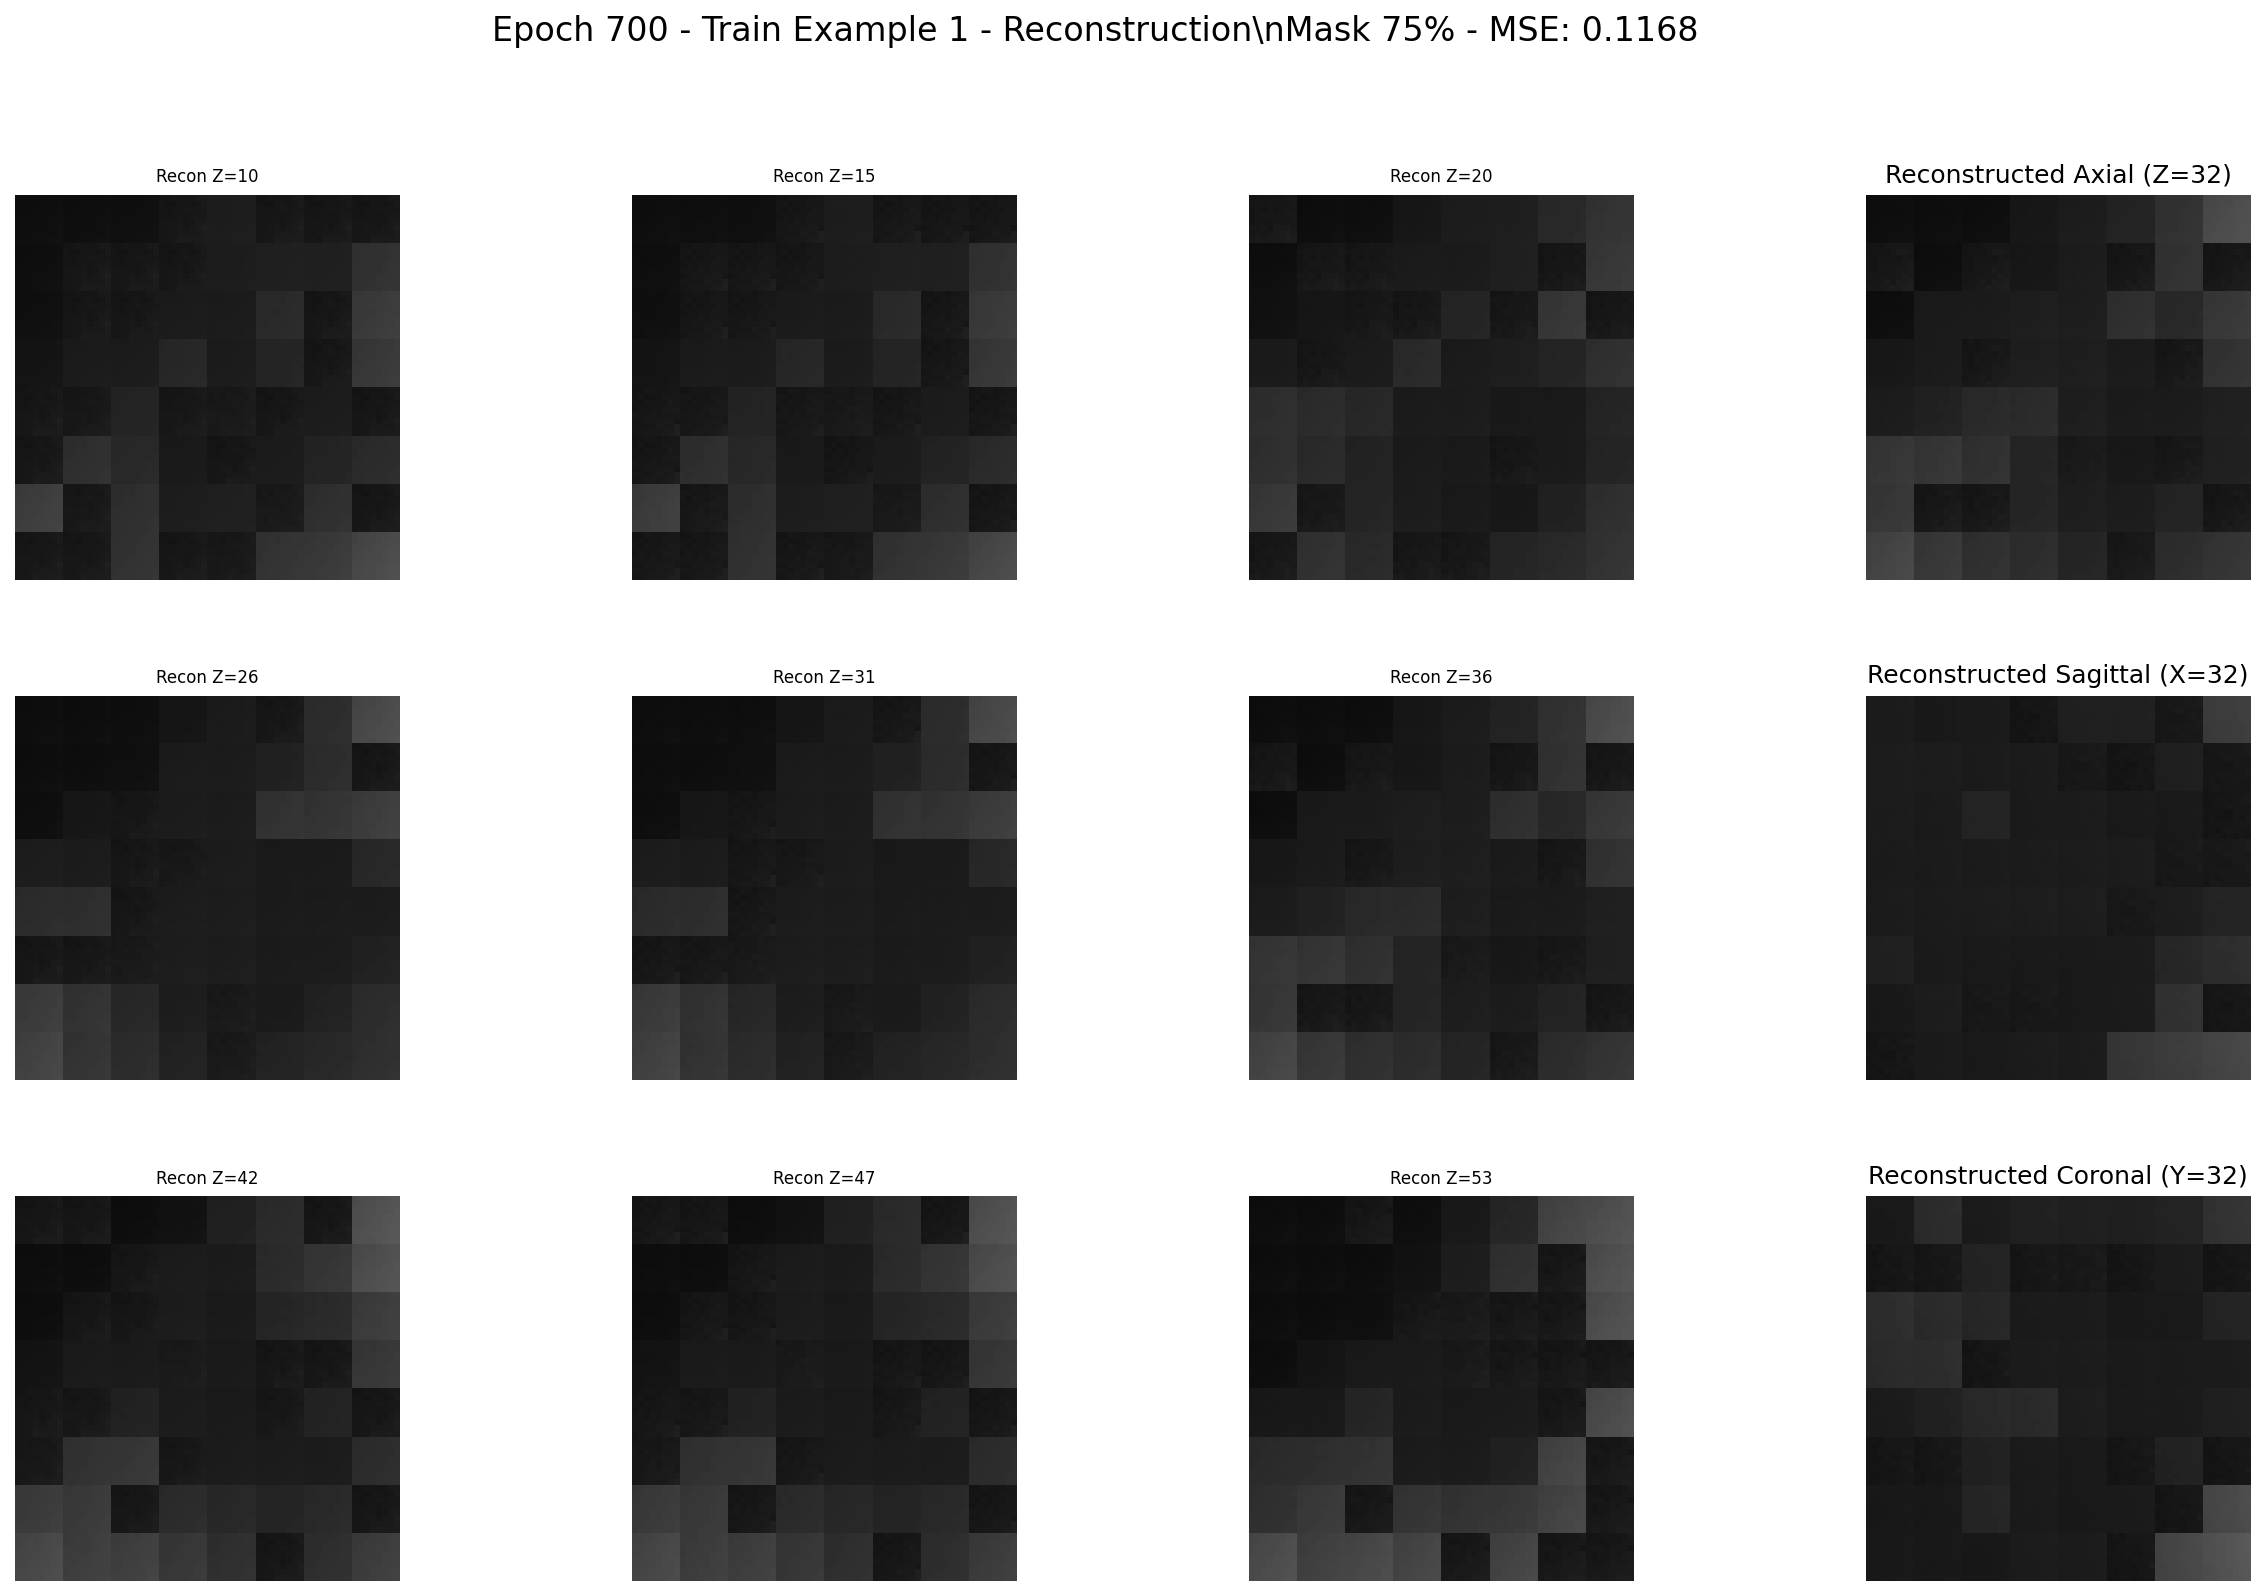 Epoch 700 - Train Example 1 - Reconstruction\nMask 75% - MSE: 0.1168
Recon Z=10
Recon Z=15
Recon Z=20
Reconstructed Axial (Z=32)
Recon Z=26
Recon Z=31
Recon Z=36
Reconstructed Sagittal (X=32)
Recon Z=42
Recon Z=47
Recon Z=53
Reconstructed Coronal (Y=32)